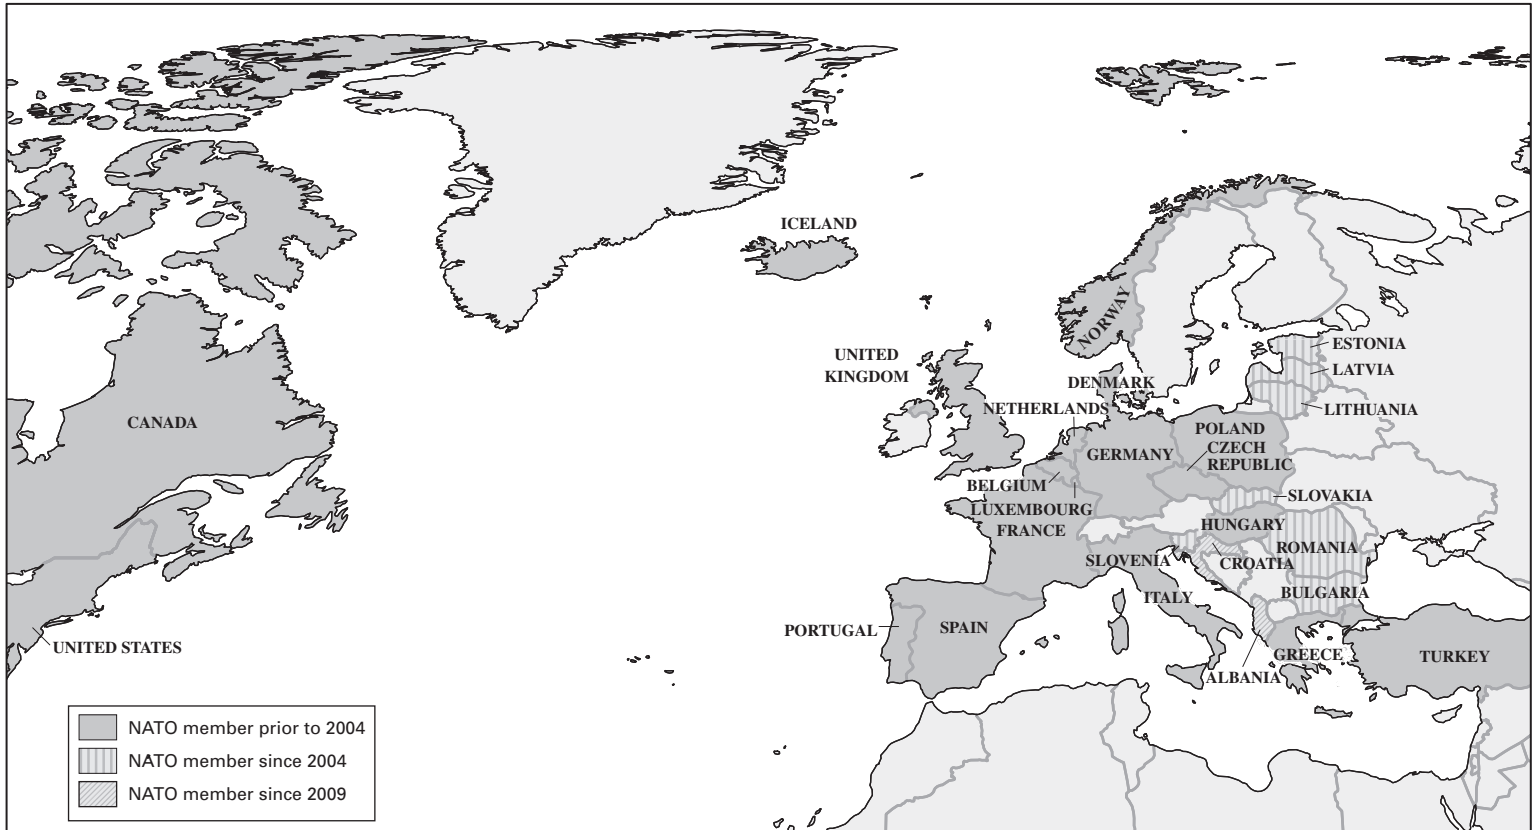 ICELAND
NORWAY
UNITED
KINGDOM
ESTONIA
LATVIA
DENMARK
LITHUANIA
NETHERLANDS
CANADA
POLAND
CZECH
REPUBLIC
GERMANY
BELGIUM
SLOVAKIA
LUXEMBOURG
FRANCE
HUNGARY
ROMANIA
SLOVENIA
CROATIA
BULGARIA
ITALY
PORTUGAL
SPAIN
UNITED STATES
GREECE
TURKEY
ALBANIA
NATO member prior to 2004
NATO member since 2004
NATO member since 2009